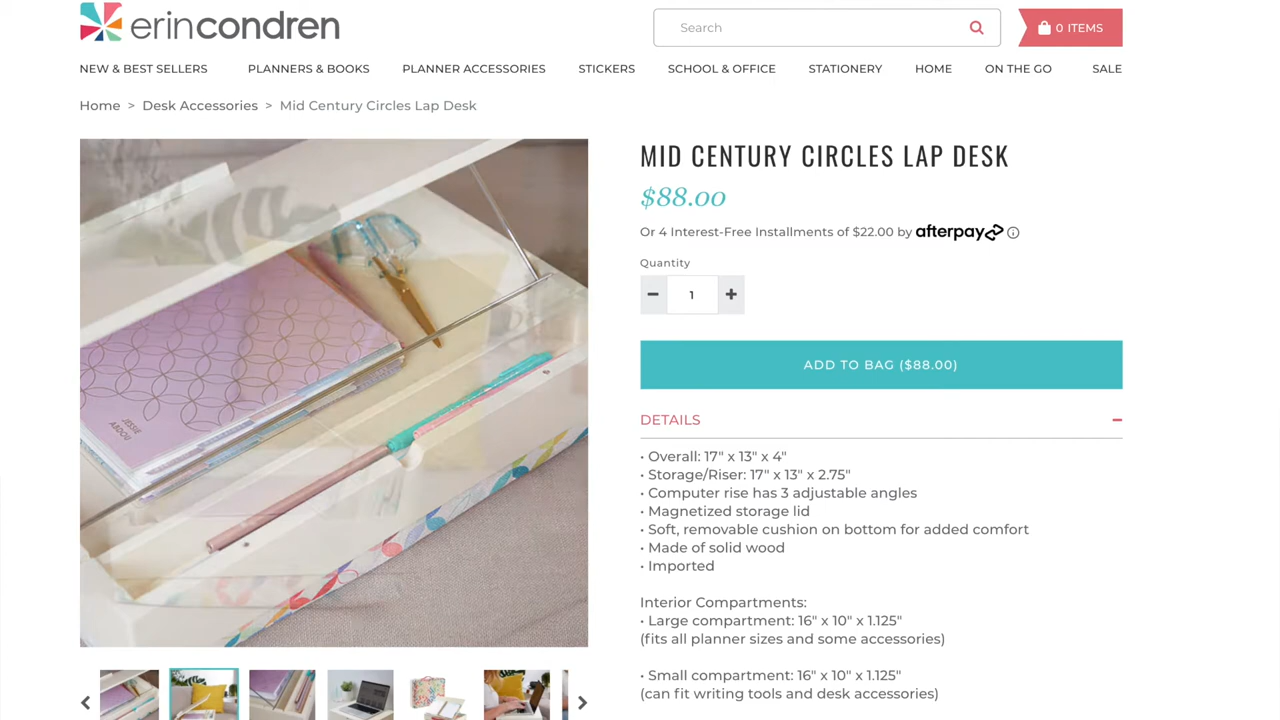 erincondren
Search
0 ITEMS
NEW & BEST SELLERS
PLANNERS & BOOKS
PLANNER ACCESSORIES
STICKERS
SCHOOL & OFFICE
STATIONERY
HOME
ON THE GO
SALE
Home > Desk Accessories > Mid Century Circles Lap Desk
JESSIE
ABDOU
MID CENTURY CIRCLES LAP DESK
$88.00
Or 4 Interest-Free Installments of $22.00 by afterpay
Quantity
1
ADD TO BAG ($88.00)
DETAILS
• Overall: 17" x 13" x 4"
• Storage/Riser: 17" x 13" x 2.75"
• Computer rise has 3 adjustable angles
• Magnetized storage lid
• Soft, removable cushion on bottom for added comfort
• Made of solid wood
• Imported
Interior Compartments:
• Large compartment: 16" x 10" x 1.125"
(fits all planner sizes and some accessories)
• Small compartment: 16" x 10" x 1.125"
(can fit writing tools and desk accessories)